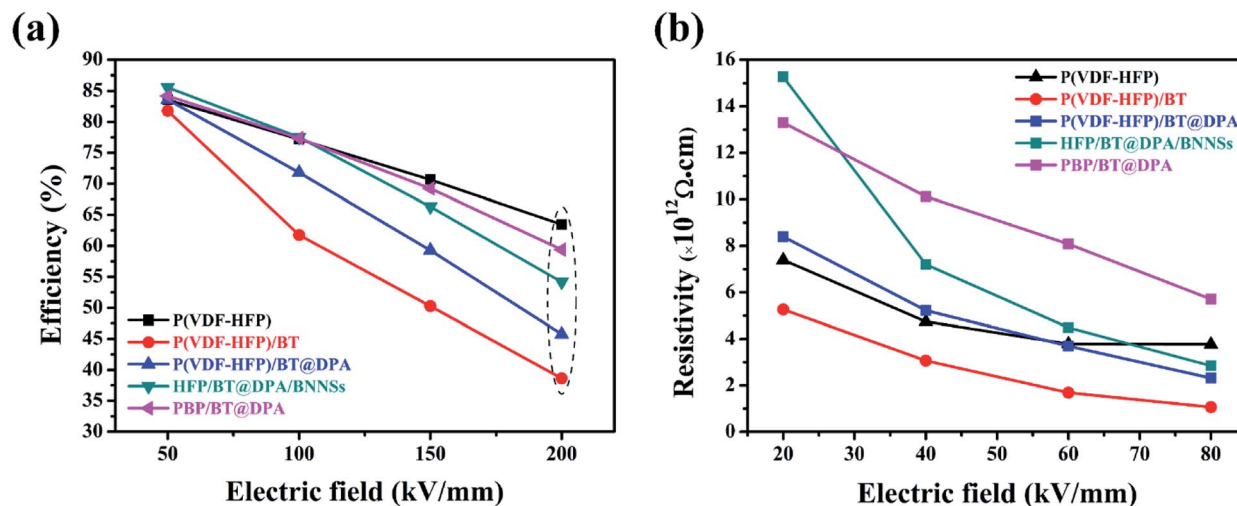 (a)
Efficiency (%)
90
85
80
75
70
65
60
55
50
45
40
35
30
P(VDF-HFP)
P(VDF-HFP)/BT
P(VDF-HFP)/BT@DPA
HFP/BT@DPA/BNNSs
PBP/BT@DPA
50 100 150 200
Electric field (kV/mm)
(b)
Resistivity (×10¹²Ω.cm)
16
14
12
10
8
6
4
2
0
P(VDF-HFP)
P(VDF-HFP)/BT
P(VDF-HFP)/BT@DPA
HFP/BT@DPA/BNNSs
PBP/BT@DPA
20 30 40 50 60 70 80
Electric field (kV/mm)